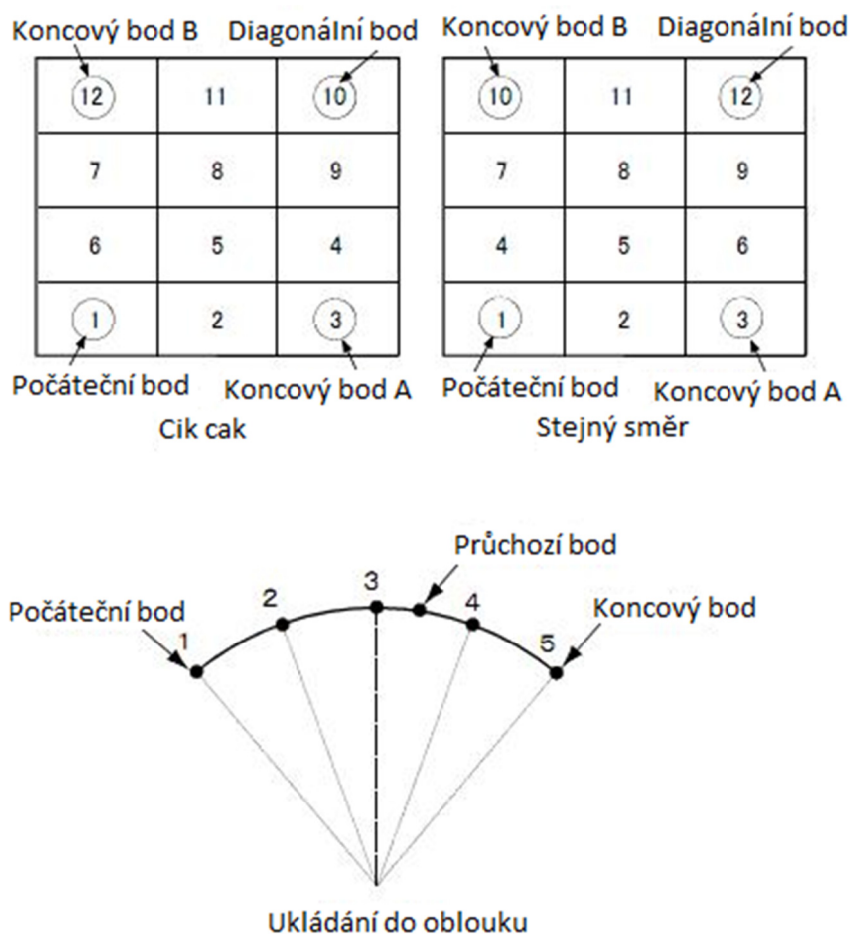 Koncový bod B Diagonální bod Koncový bod B Diagonální bod
12 11 10 10 11 12
7 8 9 7 8 9
6 5 4 4 5 6
1 2 3 1 2 3
Počáteční bod Koncový bod A Počáteční bod Koncový bod A
Cik cak Stejný směr
Průchozí bod
Počáteční bod 1 2 3 4 5 Koncový bod
Ukládání do oblouku